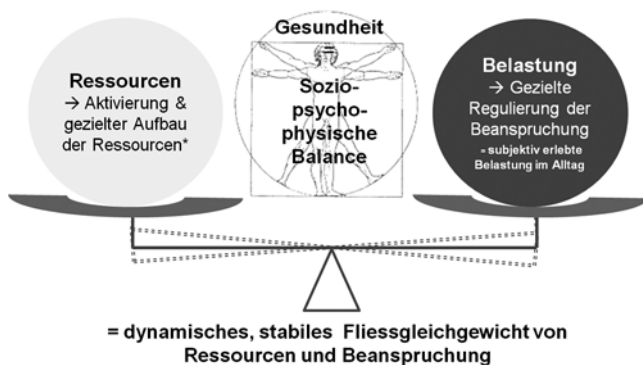 Gesundheit
Ressourcen
→ Aktivierung &
gezielter Aufbau
der Ressourcen*
Sozio-
psycho-
physische
Balance
Belastung
→ Gezielte
Regulierung der
Beanspruchung
= subjektiv erlebte
Belastung im Alltag
= dynamisches, stabiles Fliessgleichgewicht von
Ressourcen und Beanspruchung